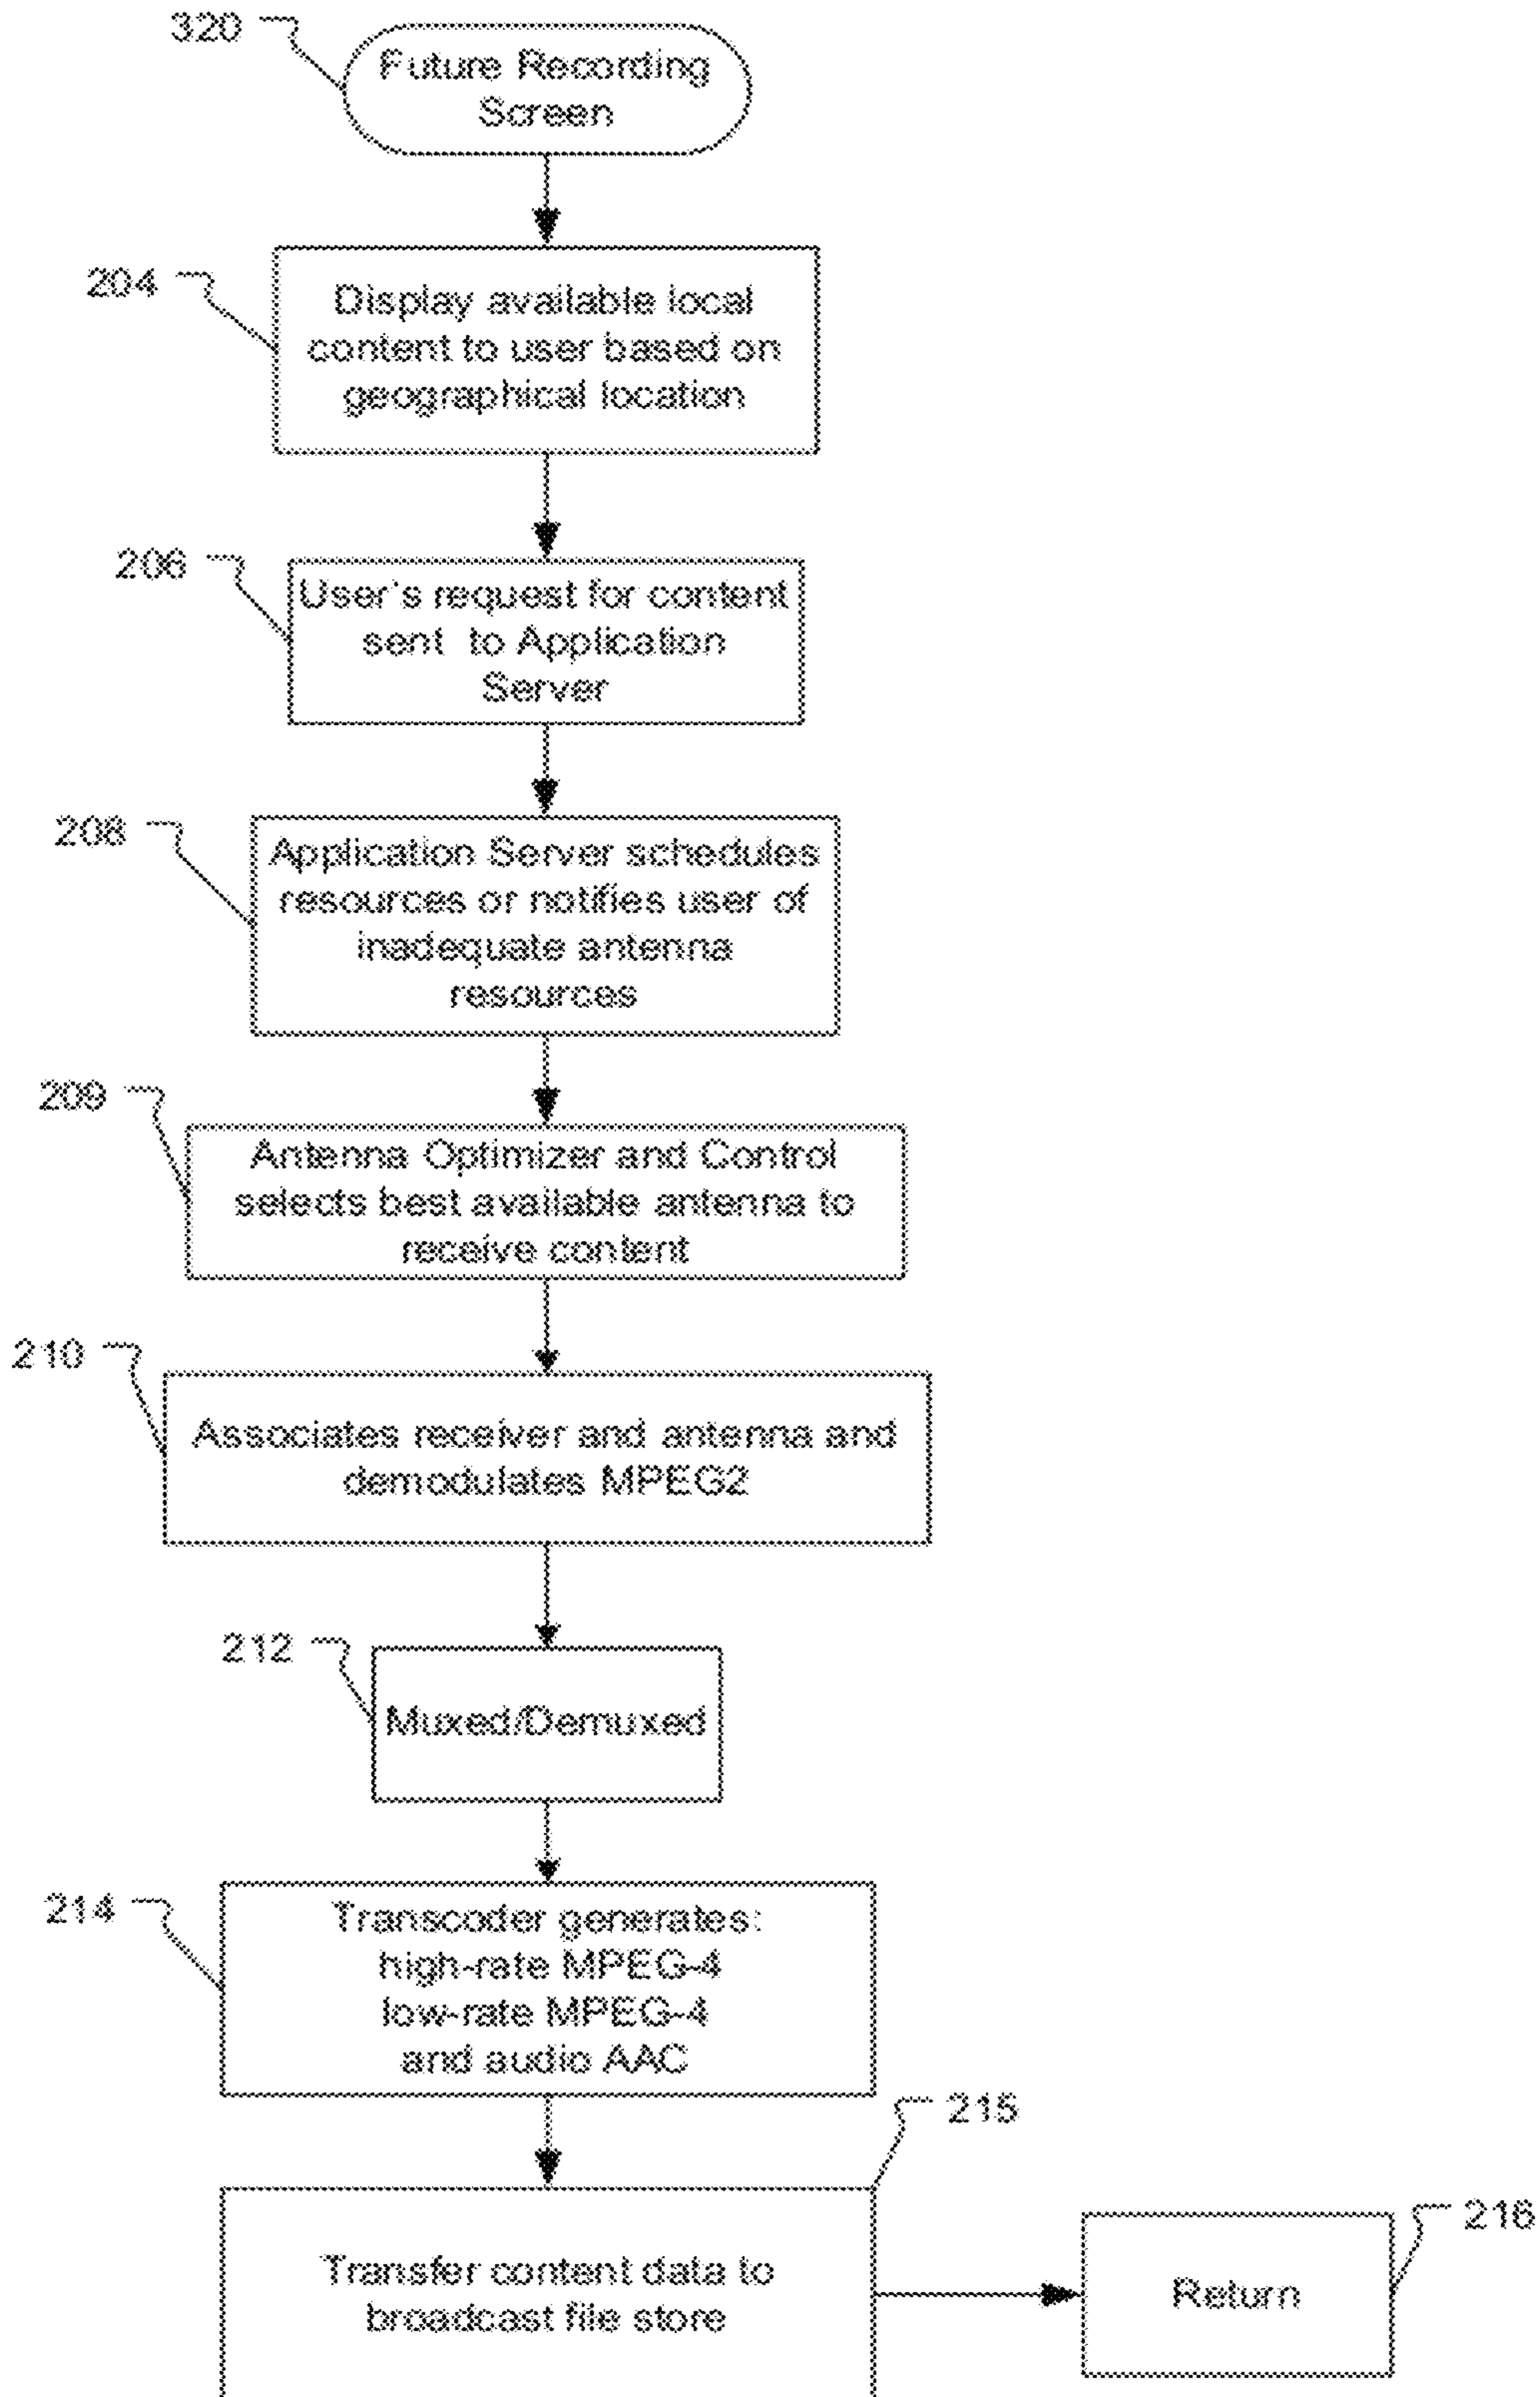 320
Future Recording
Screen
204
Display available local
content to user based on
geographical location
206
User's request for content
sent to Application
Server
208
Application Server schedules
resources or notifies user of
inadequate antenna
resources
209
Antenna Optimizer and Control
selects best available antenna to
receive content
210
Associates receiver and antenna and
demodulates MPEG2
212
Muxed/Demuxed
214
Transcoder generates:
high-rate MPEG-4
low-rate MPEG-4
and audio AAC
215
Transfer content data to
broadcast file store
216
Return